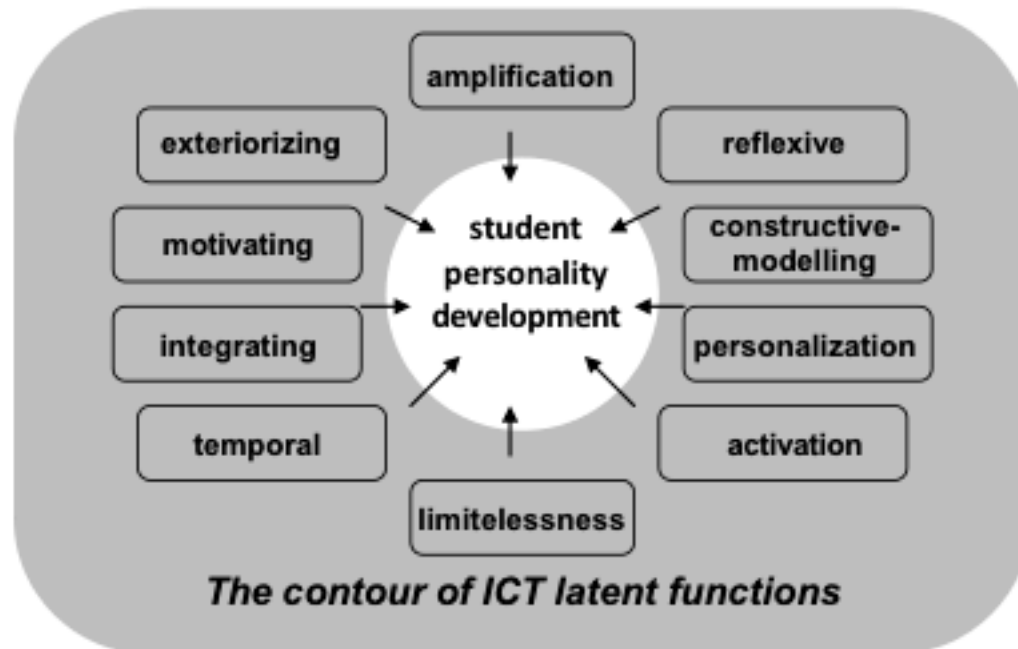 amplification
exteriorizing
reflexive
motivating
student
personality
development
constructive-
modelling
integrating
personalization
temporal
activation
limitelessness
The contour of ICT latent functions